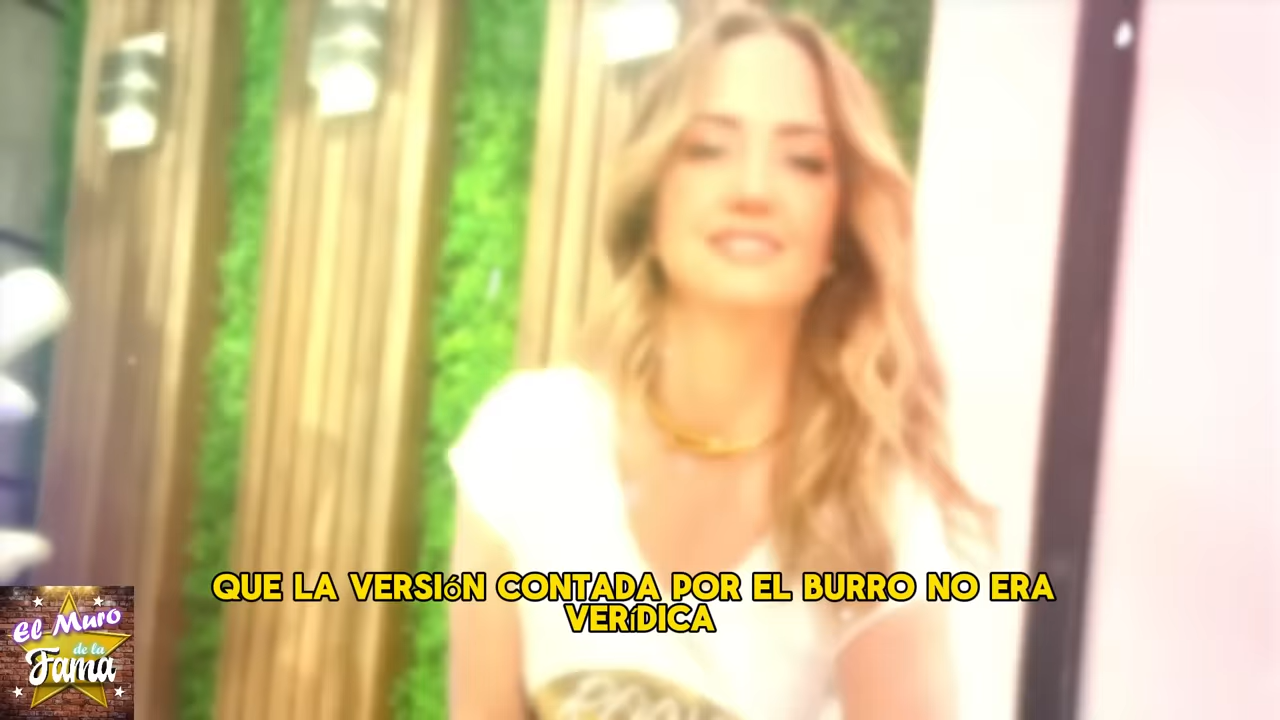 QUE LA VERSIÓN CONTADA POR EL BURRO NO ERA
VERÍDICA
El Muro
de la
Fama